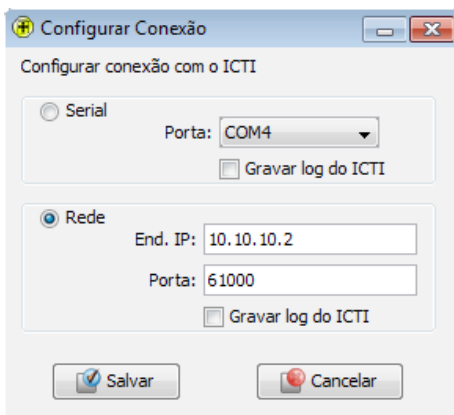 Configurar Conexão
Configurar conexão com o ICTI
Serial
Porta: COM4
Gravar log do ICTI
Rede
End. IP: 10.10.10.2
Porta: 61000
Gravar log do ICTI
Salvar Cancelar